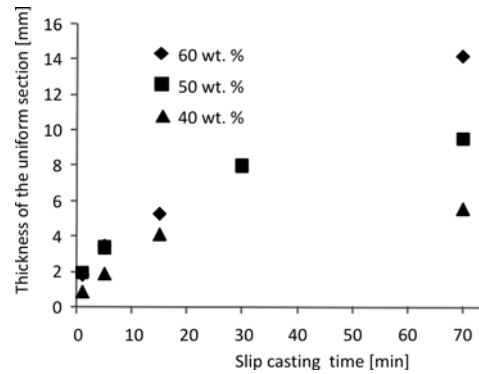 Thickness of the uniform section [mm]
16
14
12
10
8
6
4
2
0
60 wt. %
50 wt. %
40 wt. %
0 10 20 30 40 50 60 70
Slip casting time [min]